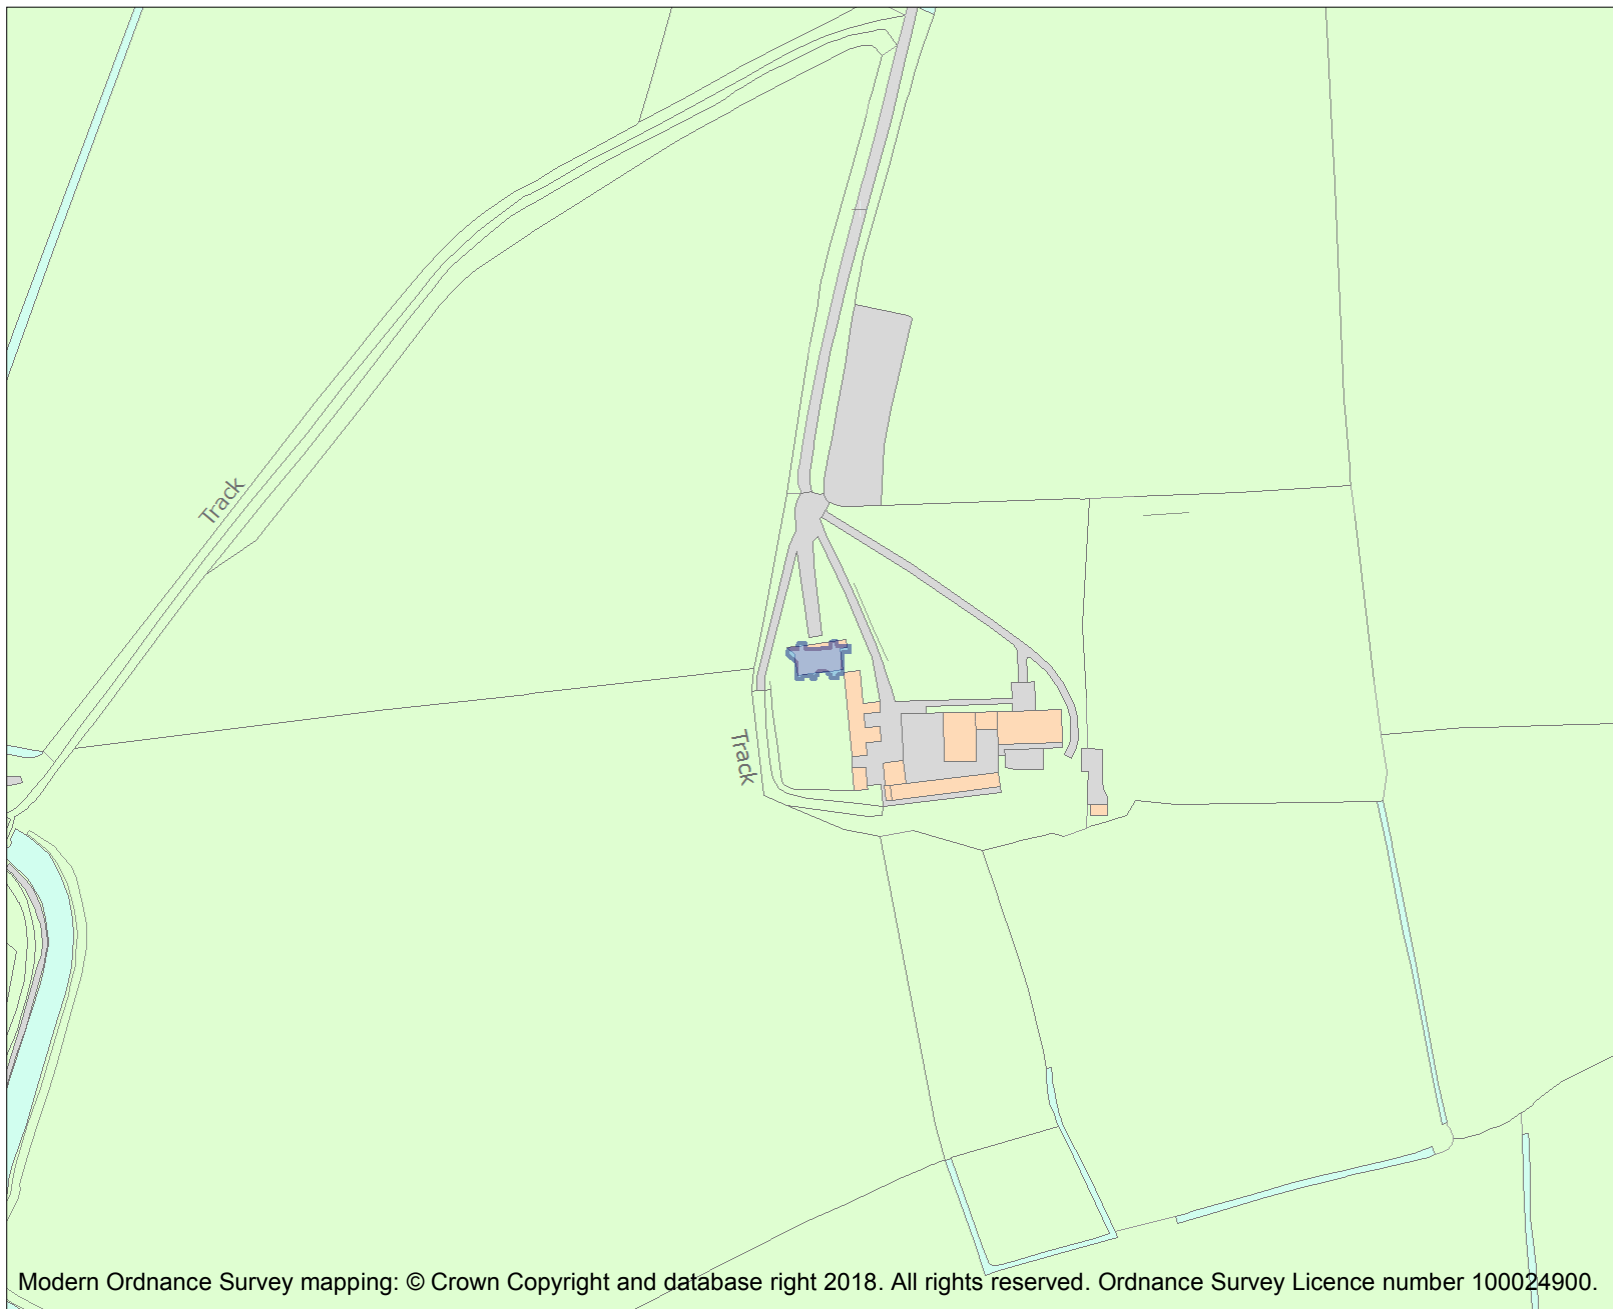 Track
Track
Modern Ordnance Survey mapping: © Crown Copyright and database right 2018. All rights reserved. Ordnance Survey Licence number 100024900.